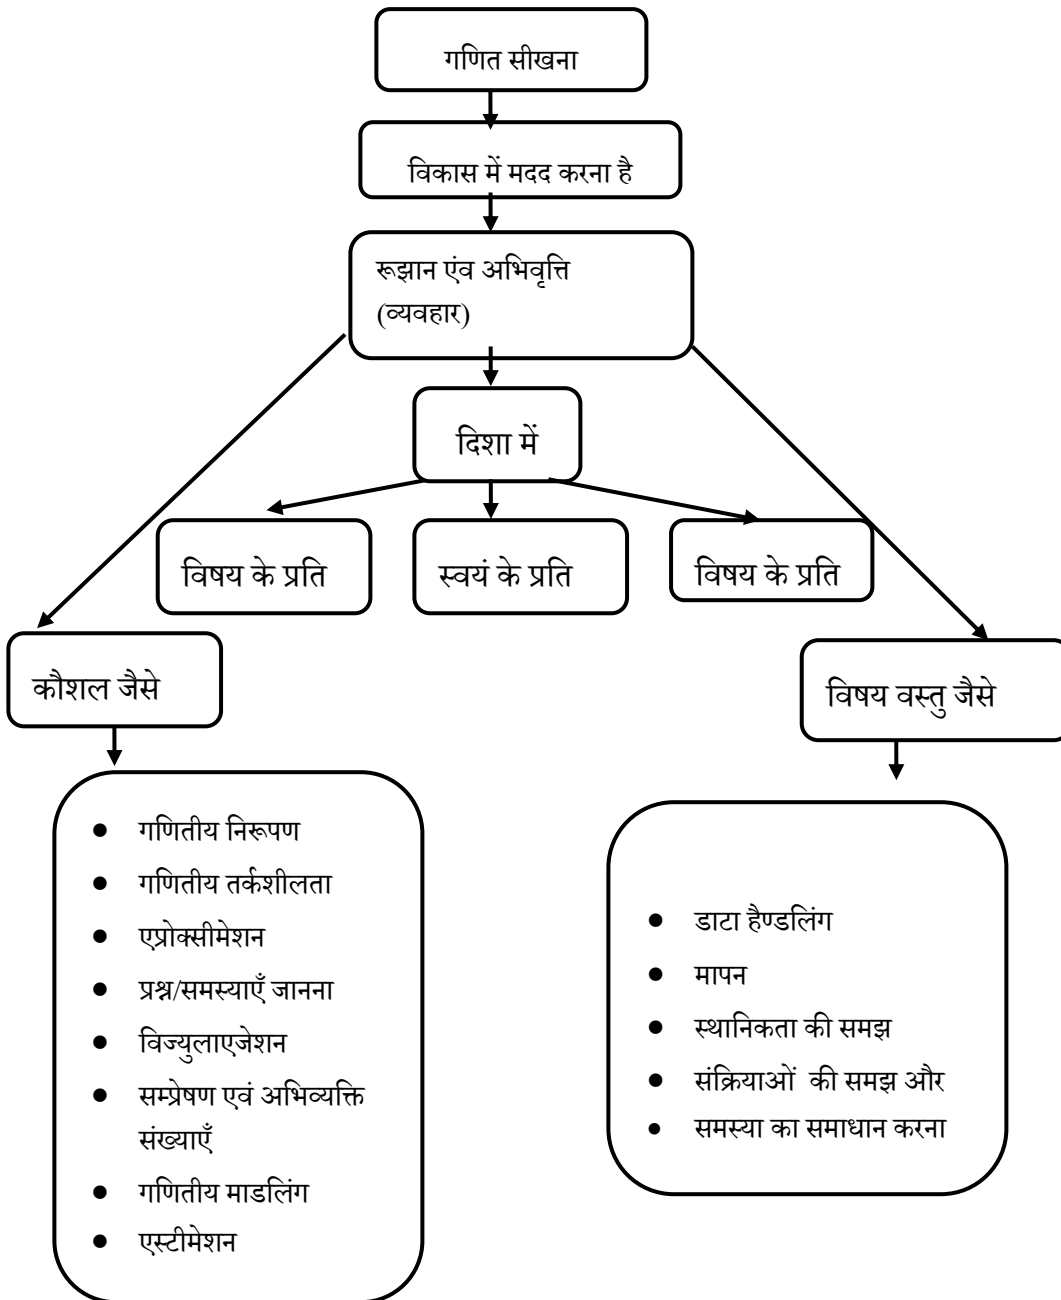 गणित सीखना
विकास में मदद करना है
रूझान एंव अभिवृत्ति
(व्यवहार)
दिशा में
विषय के प्रति
स्वयं के प्रति
विषय के प्रति
कौशल जैसे
विषय वस्तु जैसे
● गणितीय निरूपण
● गणितीय तर्कशीलता
● एप्रोक्सीमेशन
● प्रश्न/समस्याएँ जानना
● विज्युलाएजेशन
● सम्प्रेषण एवं अभिव्यक्ति
संख्याएँ
● गणितीय माडलिंग
● एस्टीमेशन
● डाटा हैण्डलिंग
● मापन
● स्थानिकता की समझ
● संक्रियाओं की समझ और
● समस्या का समाधान करना